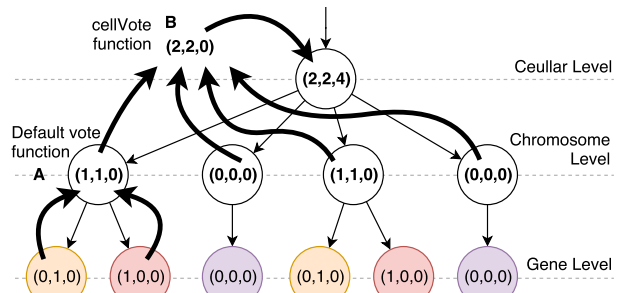 cellVote B
function (2,2,0)
(2,2,4)
Ceullar Level
Default vote
function
A
(1,1,0)
(0,0,0)
(1,1,0)
(0,0,0)
Chromosome
Level
(0,1,0)
(1,0,0)
(0,0,0)
(0,1,0)
(1,0,0)
(0,0,0)
Gene Level